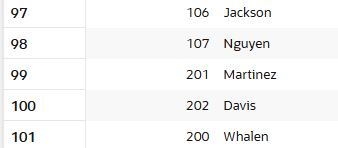 97 106 Jackson
98 107 Nguyen
99 201 Martinez
100 202 Davis
101 200 Whalen